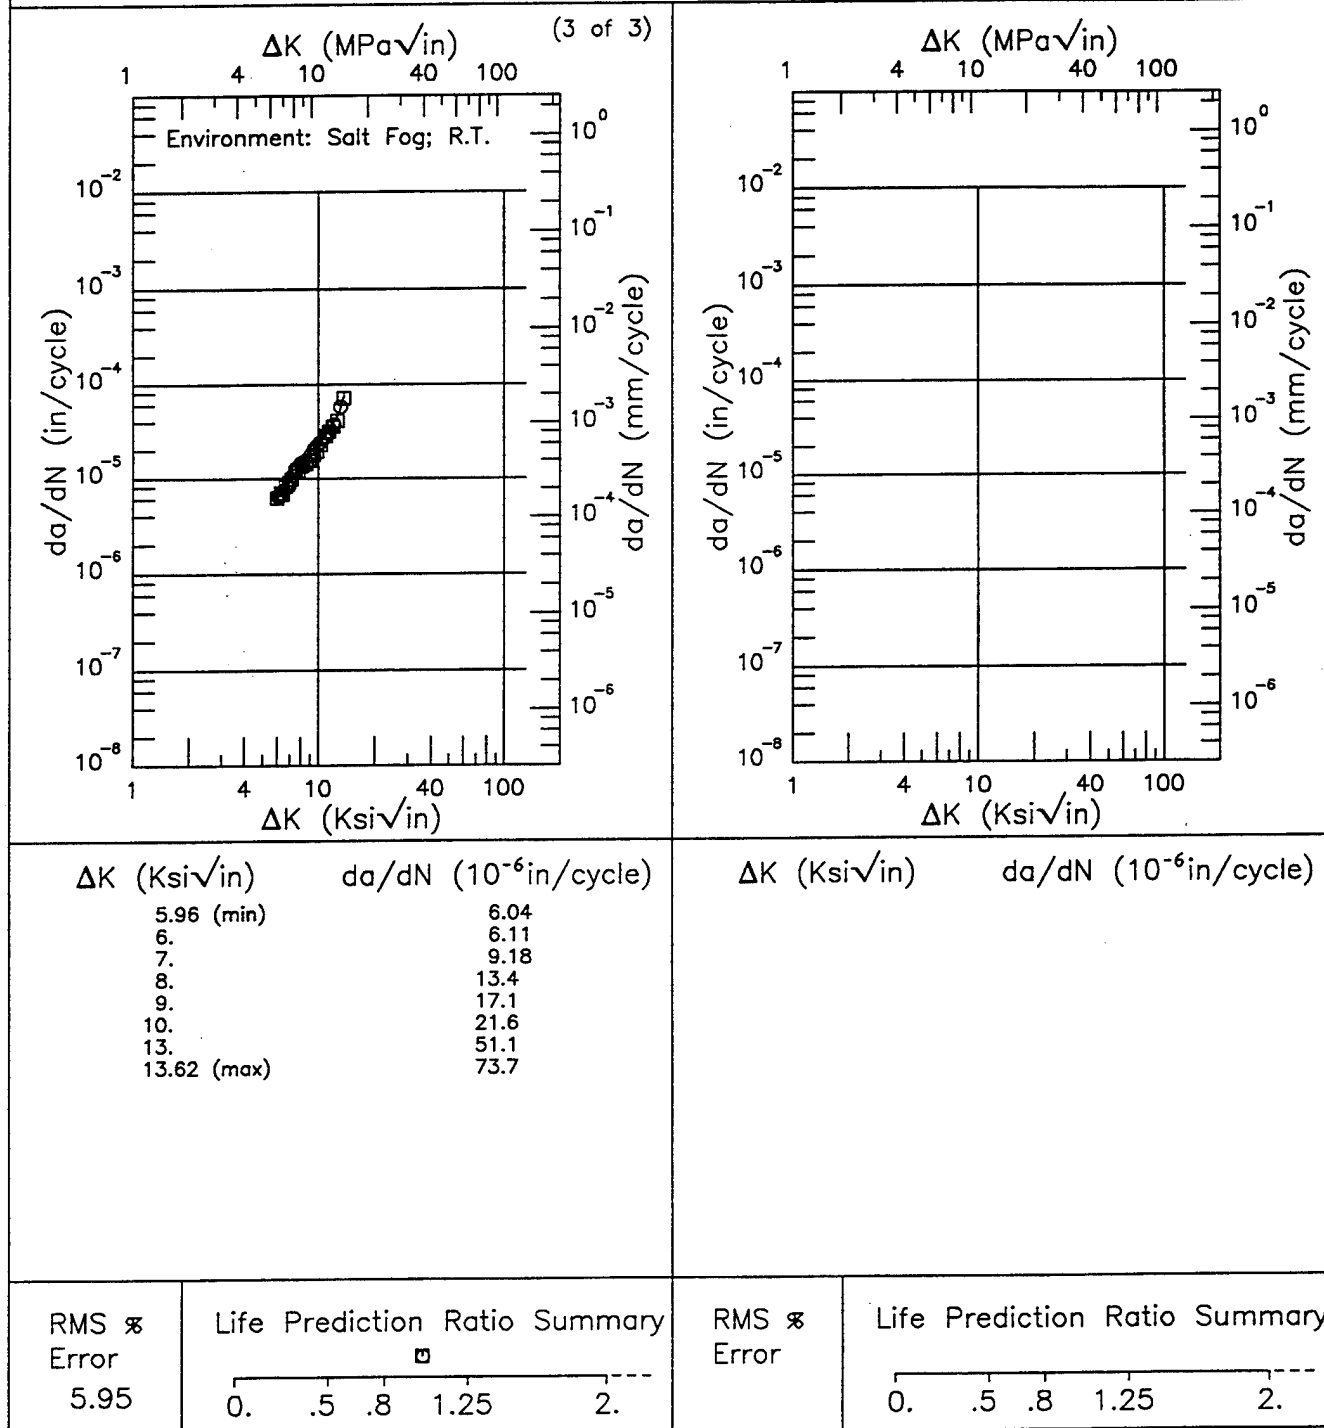 (3 of 3)
ΔK (MPa√in)
1 4 10 40 100
Environment: Salt Fog; R.T.
da/dN (in/cycle)
10⁻²
10⁻³
10⁻⁴
10⁻⁵
10⁻⁶
10⁻⁷
10⁻⁸
da/dN (mm/cycle)
10⁰
10⁻¹
10⁻²
10⁻³
10⁻⁴
10⁻⁵
10⁻⁶
1 4 10 40 100
ΔK (Ksi√in)
ΔK (MPa√in)
1 4 10 40 100
da/dN (in/cycle)
10⁻²
10⁻³
10⁻⁴
10⁻⁵
10⁻⁶
10⁻⁷
10⁻⁸
da/dN (mm/cycle)
10⁰
10⁻¹
10⁻²
10⁻³
10⁻⁴
10⁻⁵
10⁻⁶
1 4 10 40 100
ΔK (Ksi√in)
ΔK (Ksi√in) da/dN (10⁻⁶in/cycle)
5.96 (min) 6.04
6. 6.11
7. 9.18
8. 13.4
9. 17.1
10. 21.6
13. 51.1
13.62 (max) 73.7
ΔK (Ksi√in) da/dN (10⁻⁶in/cycle)
RMS %
Error
5.95
Life Prediction Ratio Summary
0. .5 .8 1.25 2.
RMS %
Error
Life Prediction Ratio Summary
0. .5 .8 1.25 2.